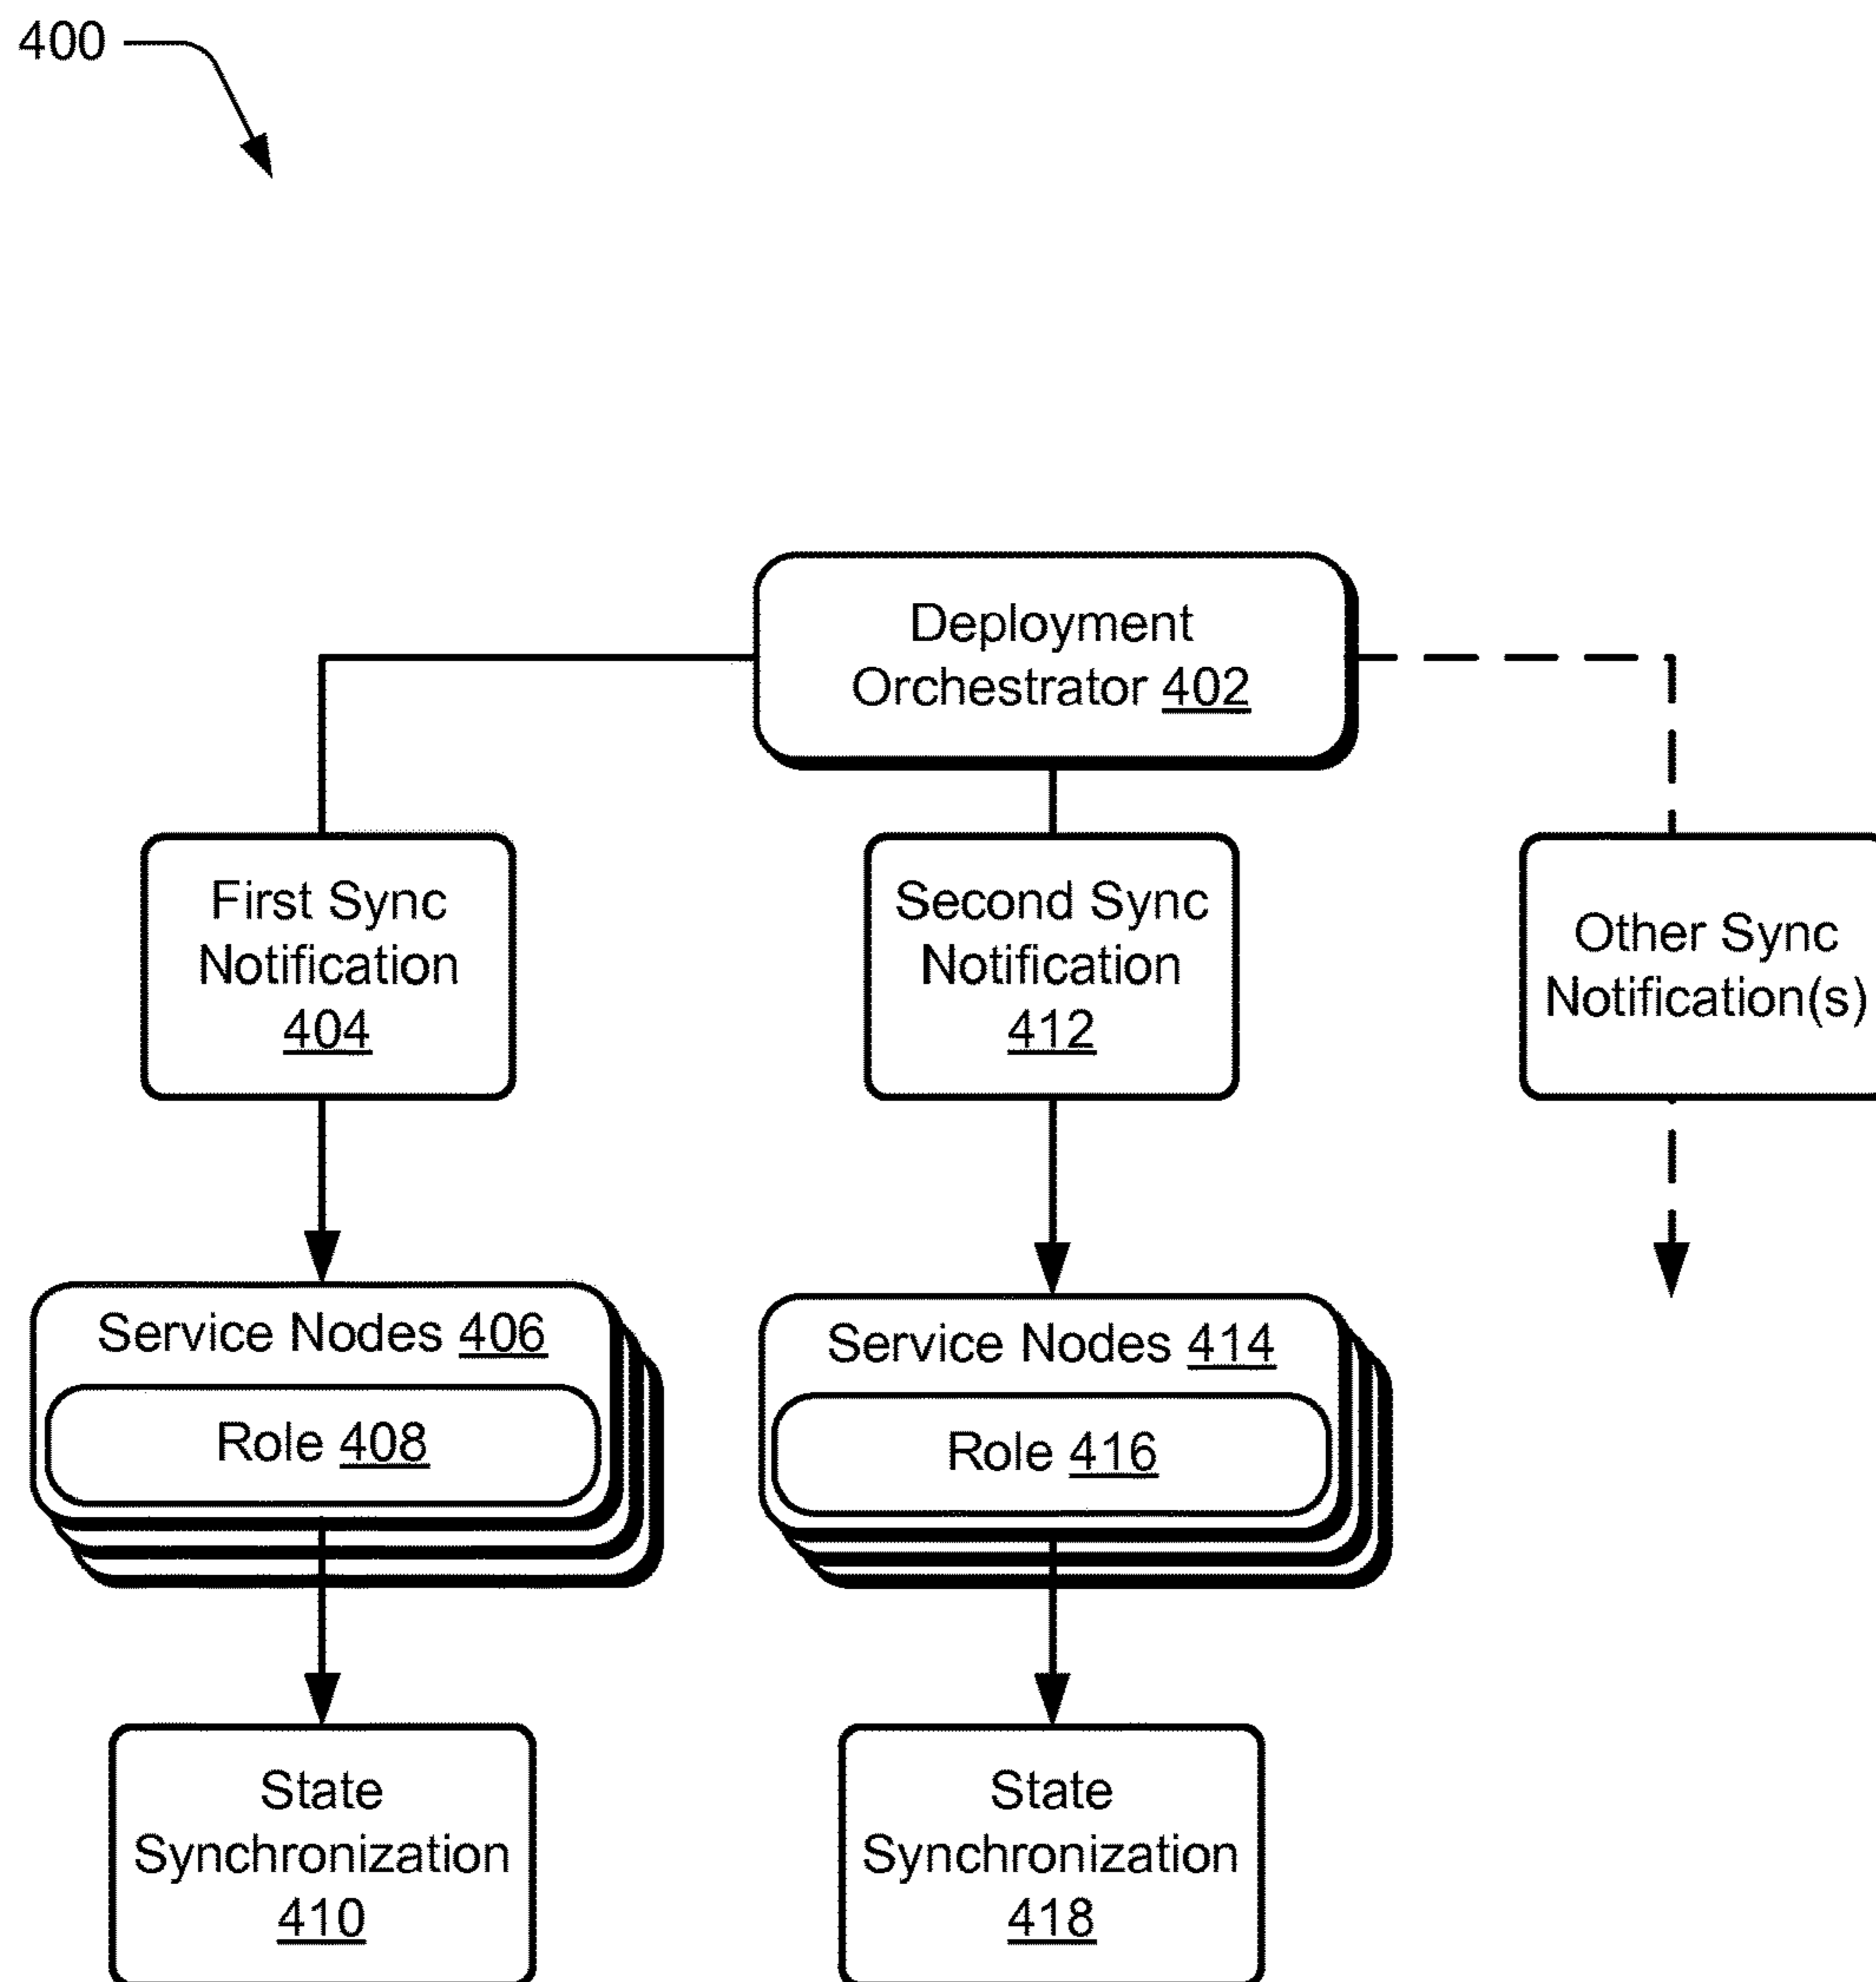 400
Deployment
Orchestrator 402
First Sync
Notification
404
Second Sync
Notification
412
Other Sync
Notification(s)
Service Nodes 406
Role 408
Service Nodes 414
Role 416
State
Synchronization
410
State
Synchronization
418